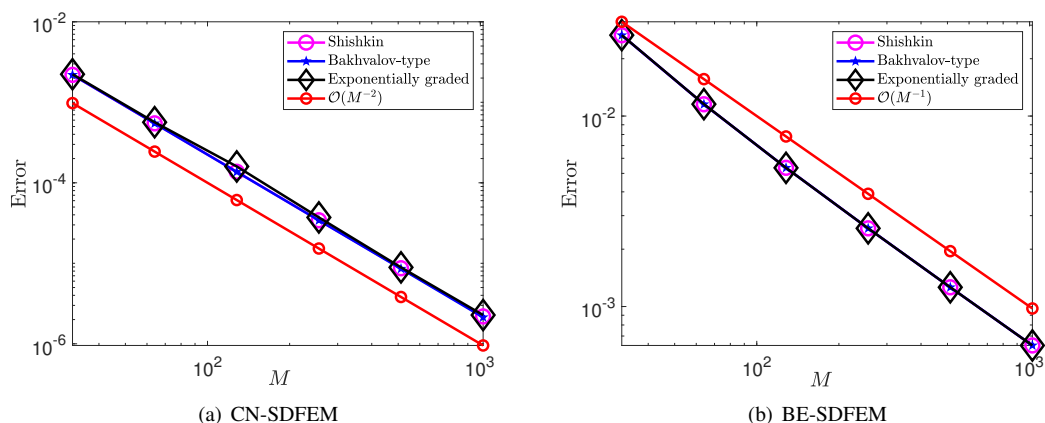 10^-2
10^-4
10^-6
Error
10^2
10^3
M
Shishkin
Bakhvalov-type
Exponentially graded
O(M^-2)
(a) CN-SDFEM
10^-2
10^-3
Error
10^2
10^3
M
Shishkin
Bakhvalov-type
Exponentially graded
O(M^-1)
(b) BE-SDFEM